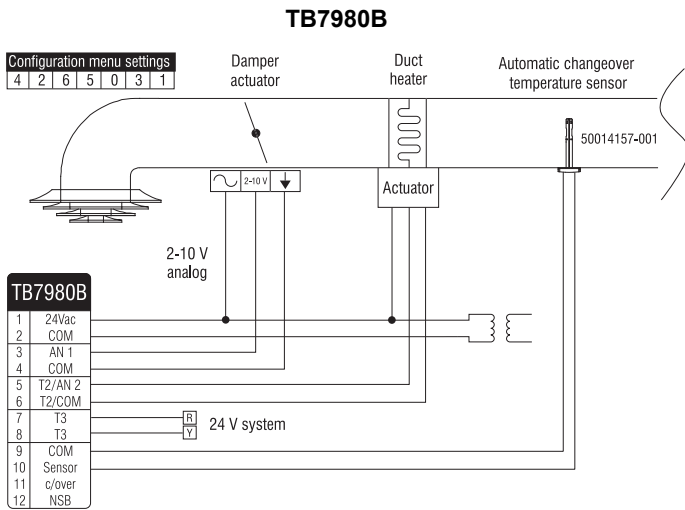 TB7980B
Configuration menu settings
4 2 6 5 0 3 1
Damper
actuator
Duct
heater
Automatic changeover
temperature sensor
50014157-001
2-10 V
Actuator
2-10 V
analog
TB7980B
1 24Vac
2 COM
3 AN 1
4 COM
5 T2/AN 2
6 T2/COM
7 T3
8 T3
9 COM
10 Sensor
11 c/over
12 NSB
R
Y
24 V system